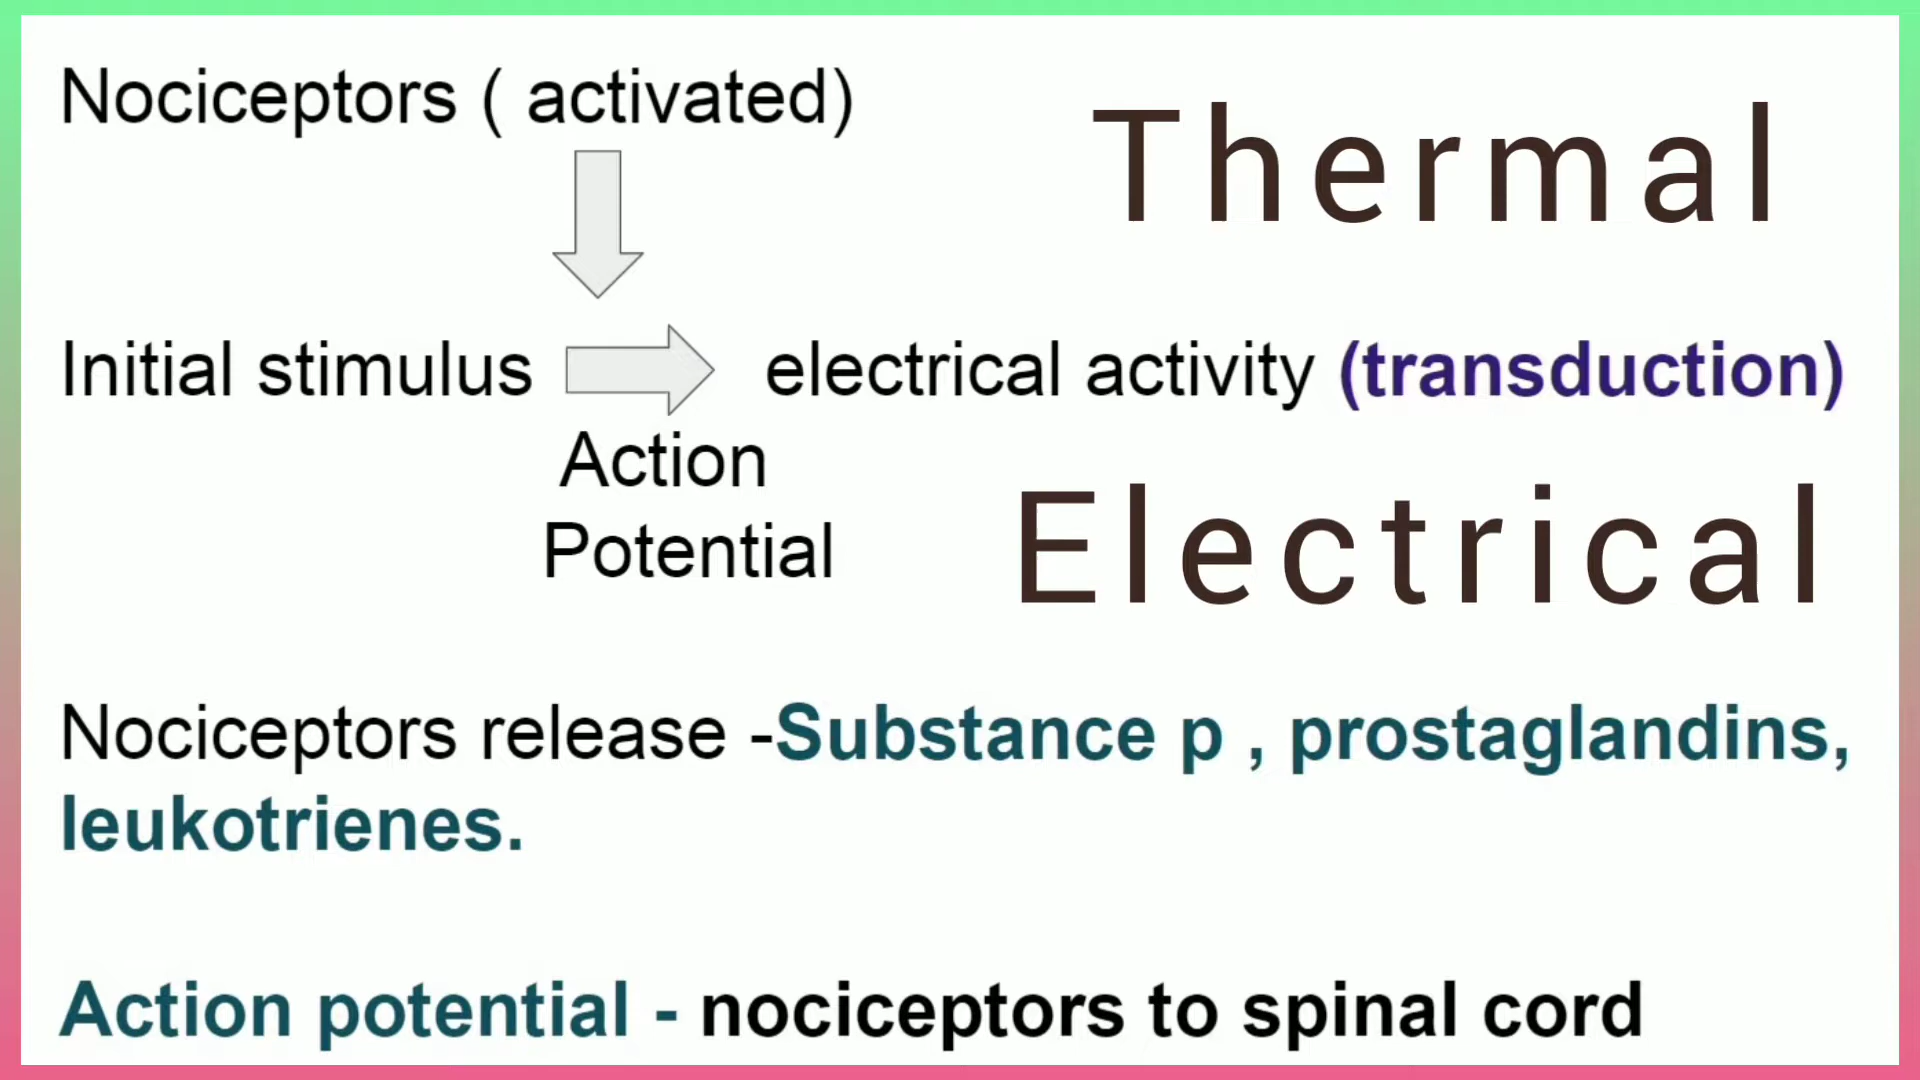 Nociceptors ( activated)
Thermal
Initial stimulus electrical activity (transduction)
Action
Potential
Electrical
Nociceptors release -Substance p , prostaglandins,
leukotrienes.
Action potential - nociceptors to spinal cord